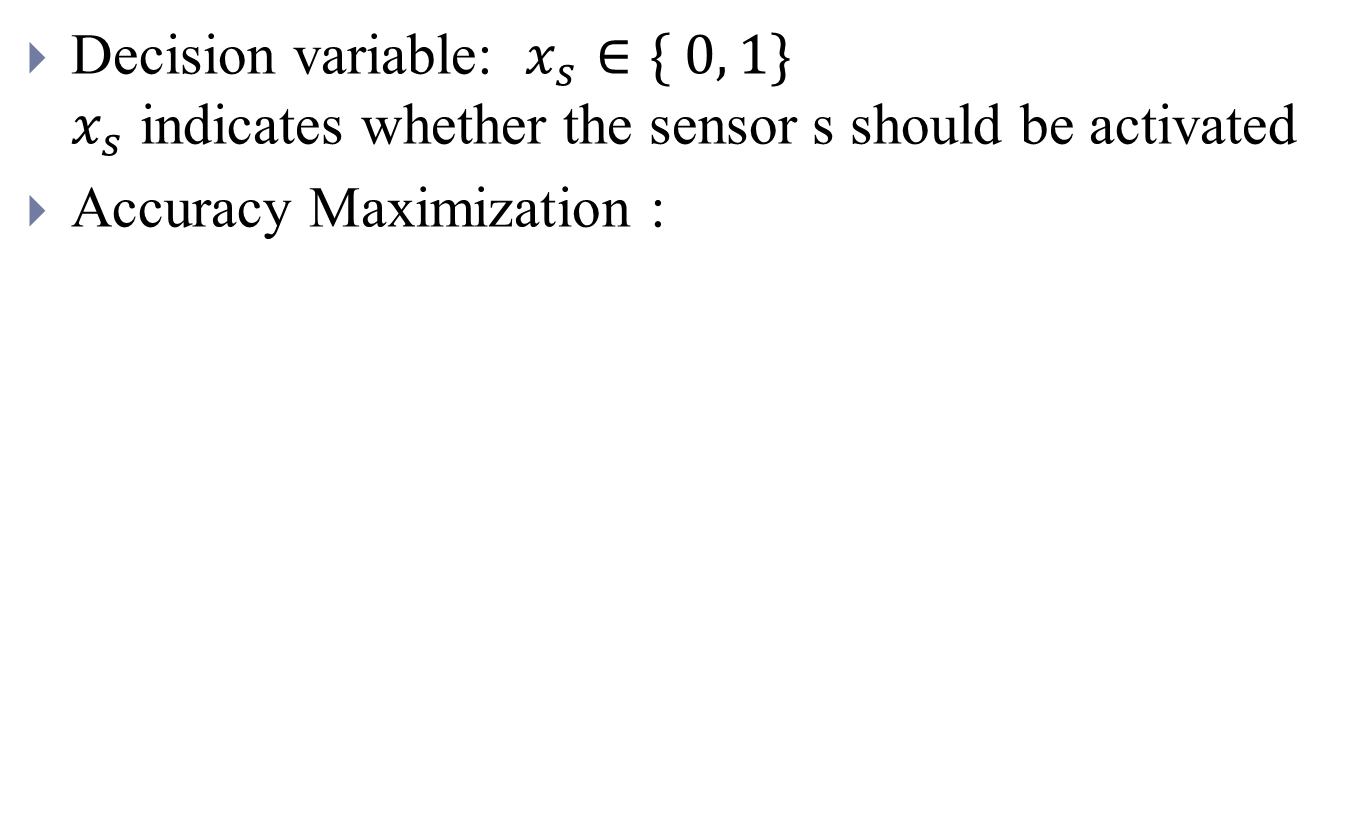 Decision variable: 𝑥𝑠 ∈ { 0, 1}
𝑥𝑠 indicates whether the sensor s should be activated
Accuracy Maximization :